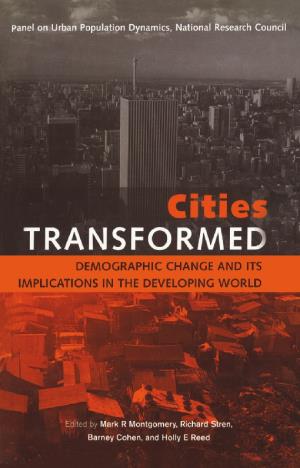 Panel on Urban Population Dynamics, National Research Council
Cities
TRANSFORMED
DEMOGRAPHIC CHANGE AND ITS
IMPLICATIONS IN THE DEVELOPING WORLD
Edited by Mark R Montgomery, Richard Stren,
Barney Cohen, and Holly E Reed